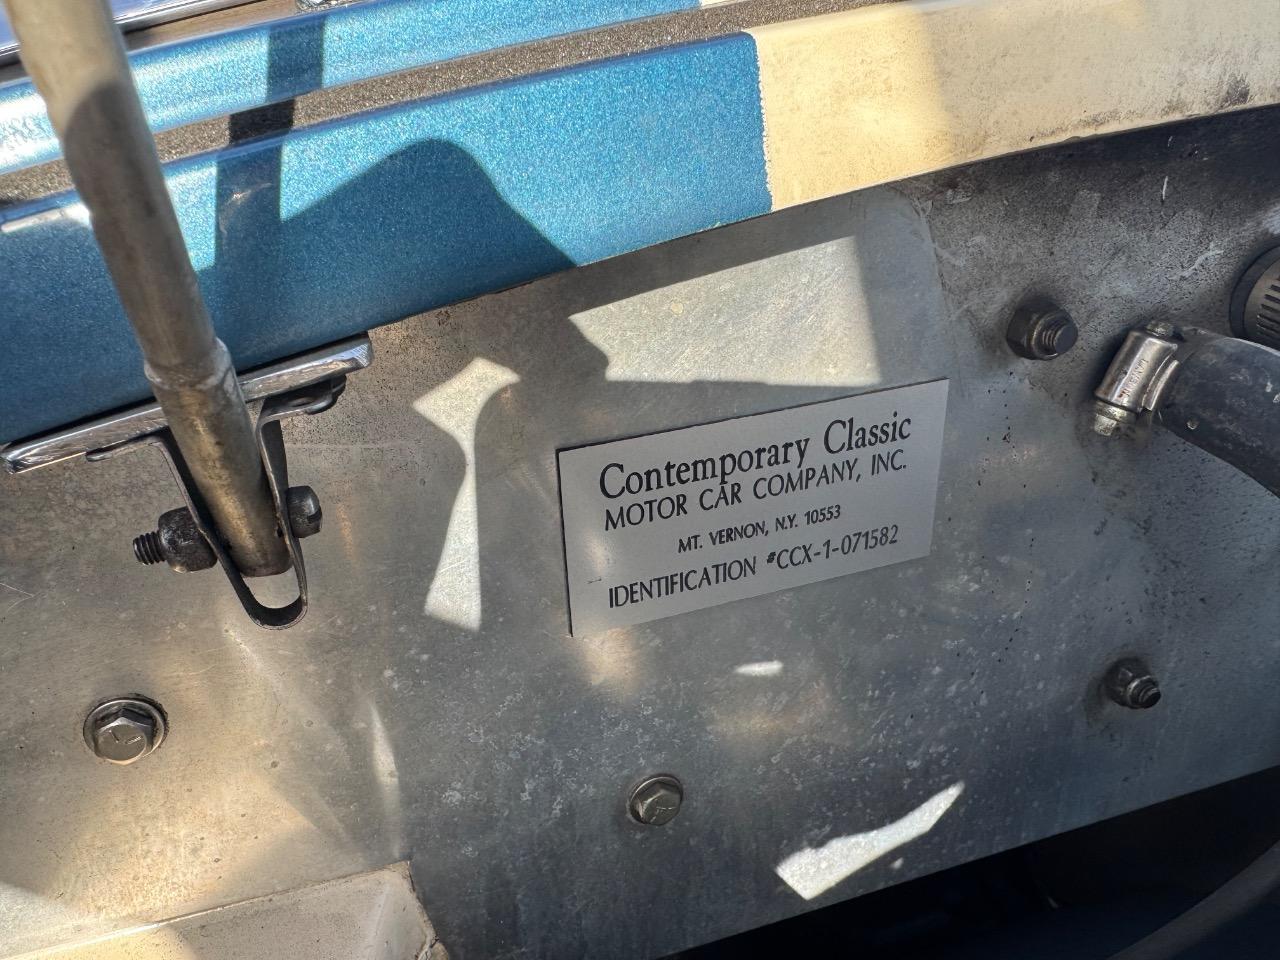 Contemporary Classic
MOTOR CAR COMPANY, INC.
MT. VERNON, N.Y. 10553
IDENTIFICATION #CCX-1-071582